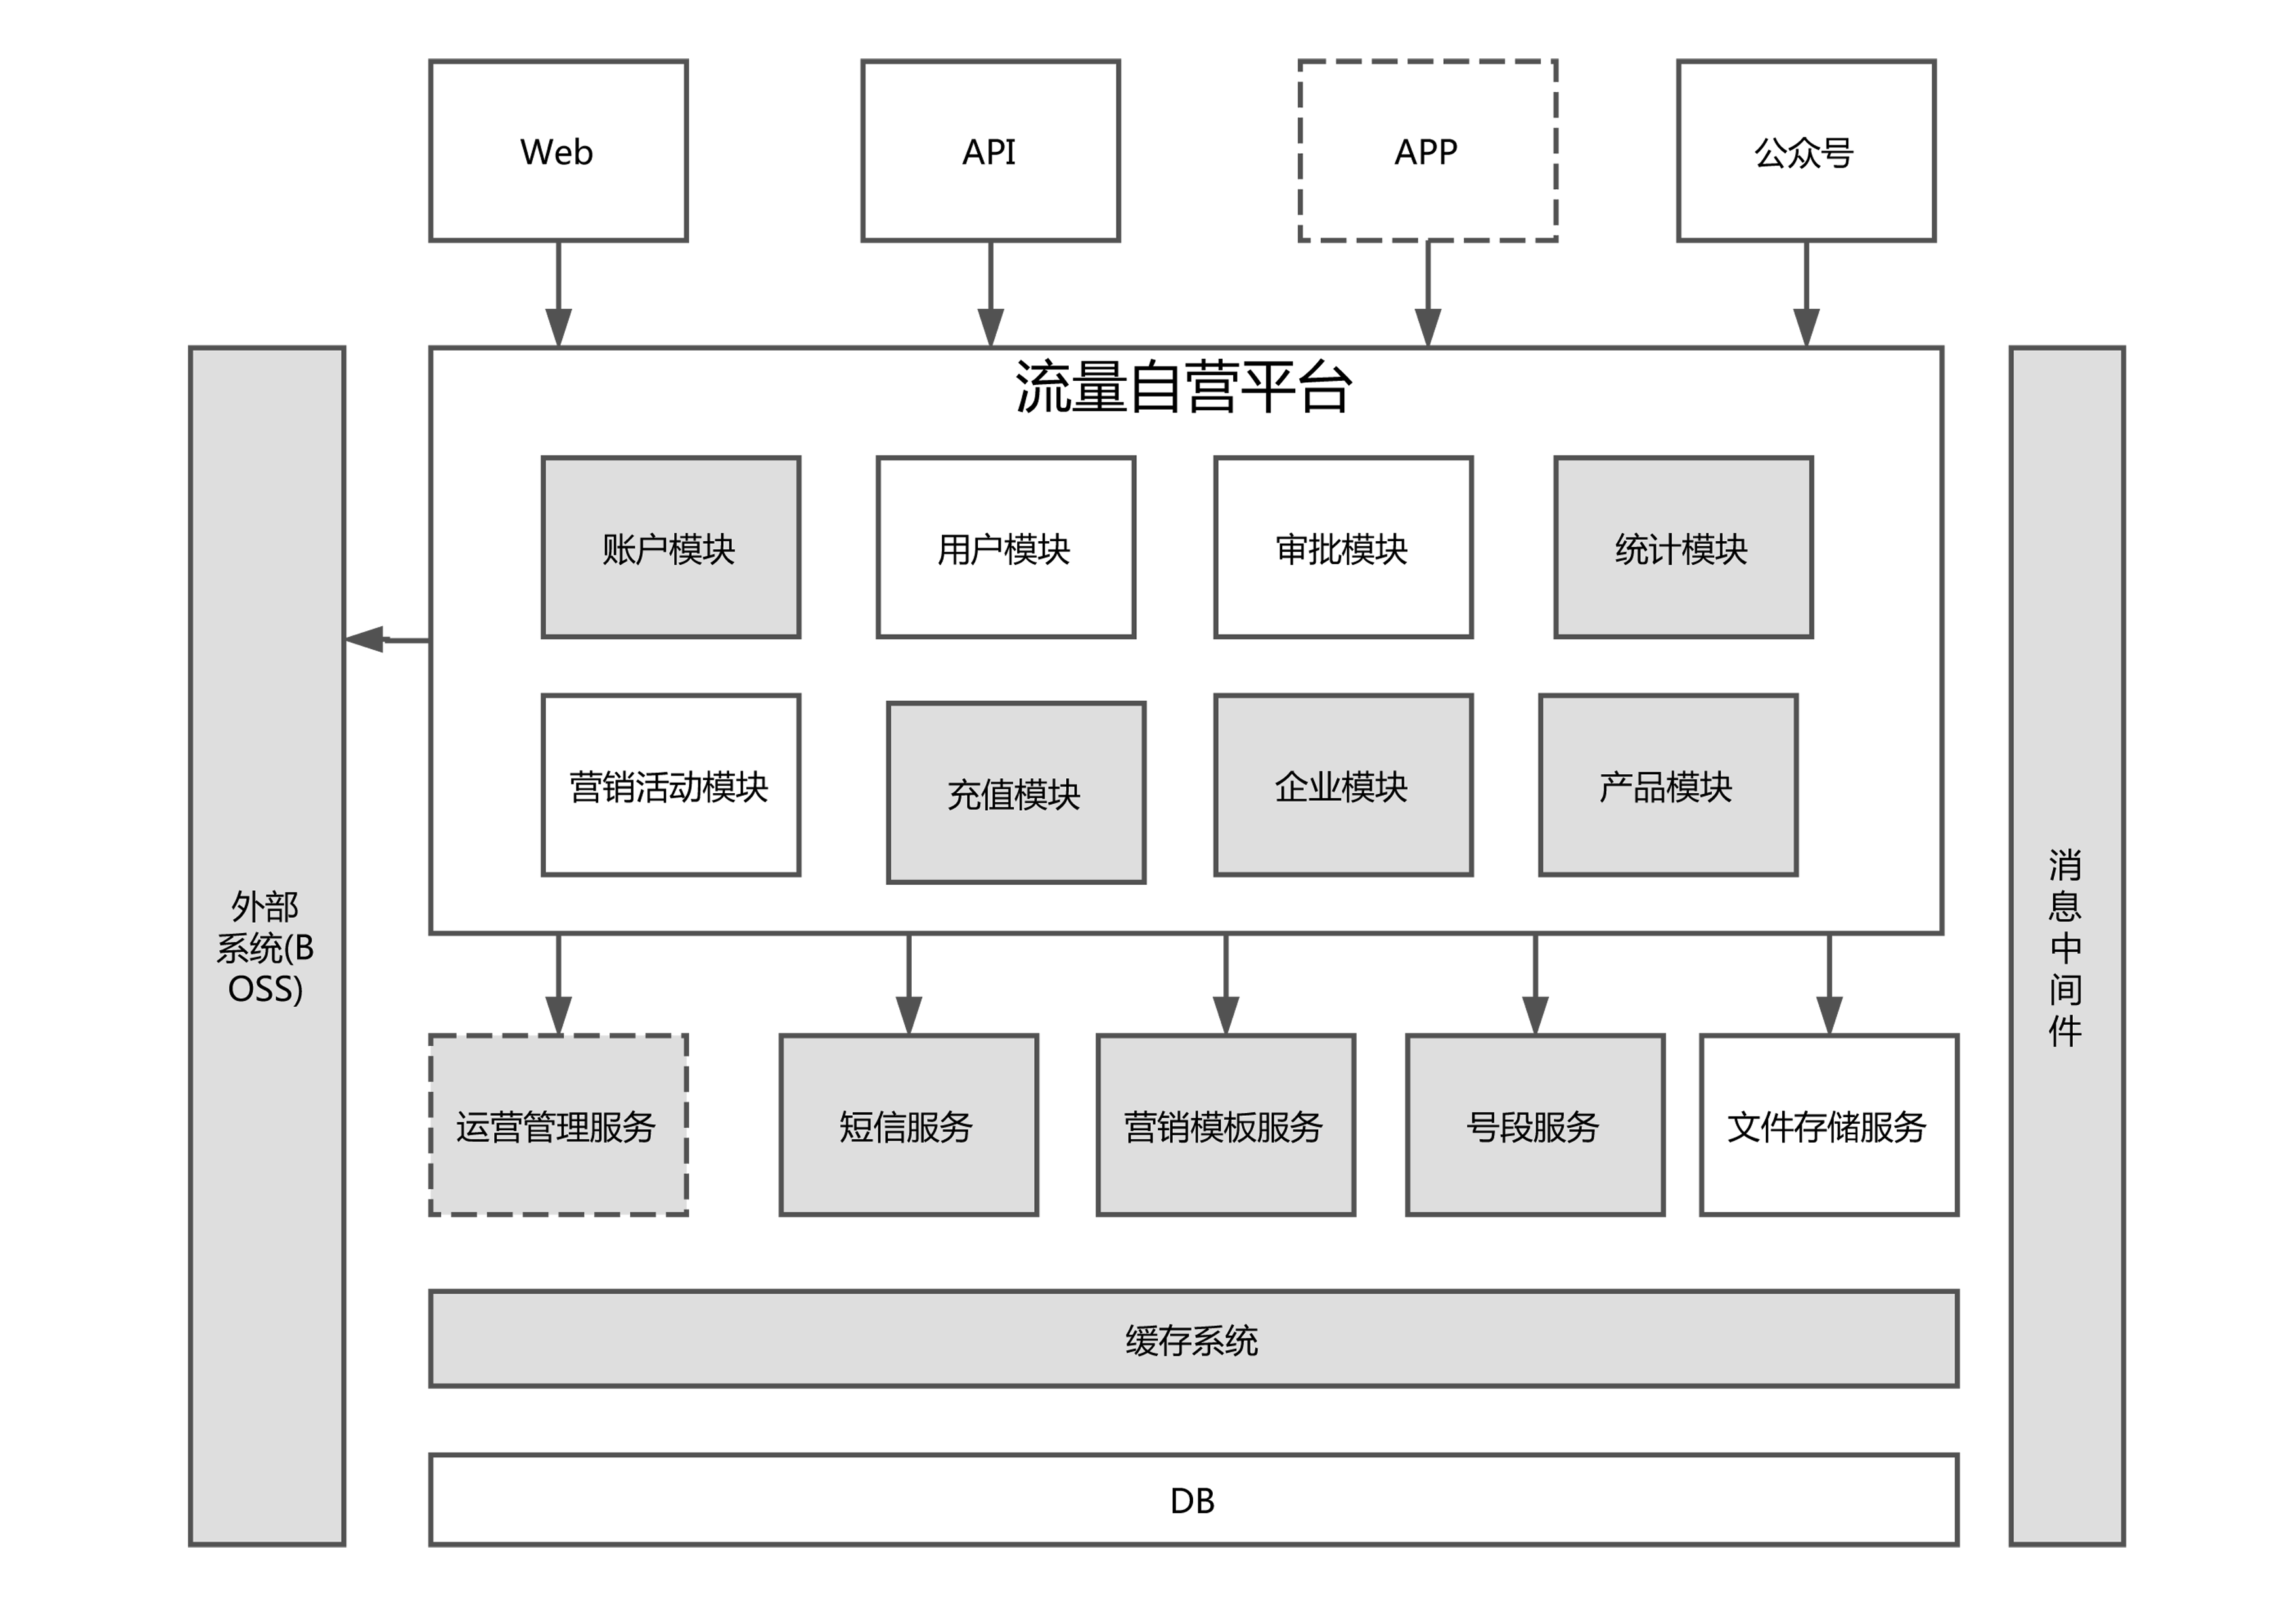 Web
API
APP
公众号
流量自营平台
账户模块
用户模块
审批模块
统计模块
营销活动模块
充值模块
企业模块
产品模块
外部
系统(B
OSS)
消
息
中
间
件
运营管理服务
短信服务
营销模板服务
号段服务
文件存储服务
缓存系统
DB